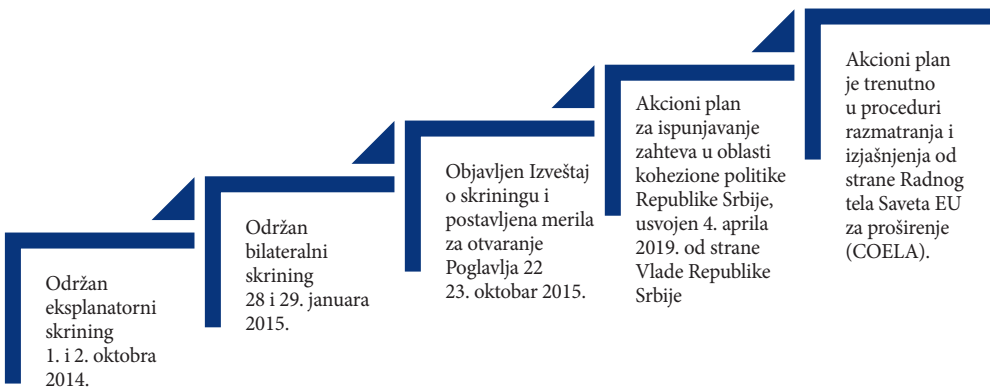 Održan
eksplanatorni
skrining
1. i 2. oktobra
2014.
Održan
bilateralni
skrining
28 i 29. januara
2015.
Objavljen Izveštaj
o skriningu i
postavljena merila
za otvaranje
Poglavlja 22
23. oktobar 2015.
Akcioni plan
za ispunjavanje
zahteva u oblasti
kohezione politike
Republike Srbije,
usvojen 4. aprila
2019. od strane
Vlade Republike
Srbije
Akcioni plan
je trenutno
u proceduri
razmatranja i
izjašnjenja od
strane Radnog
tela Saveta EU
za proširenje
(COELA).